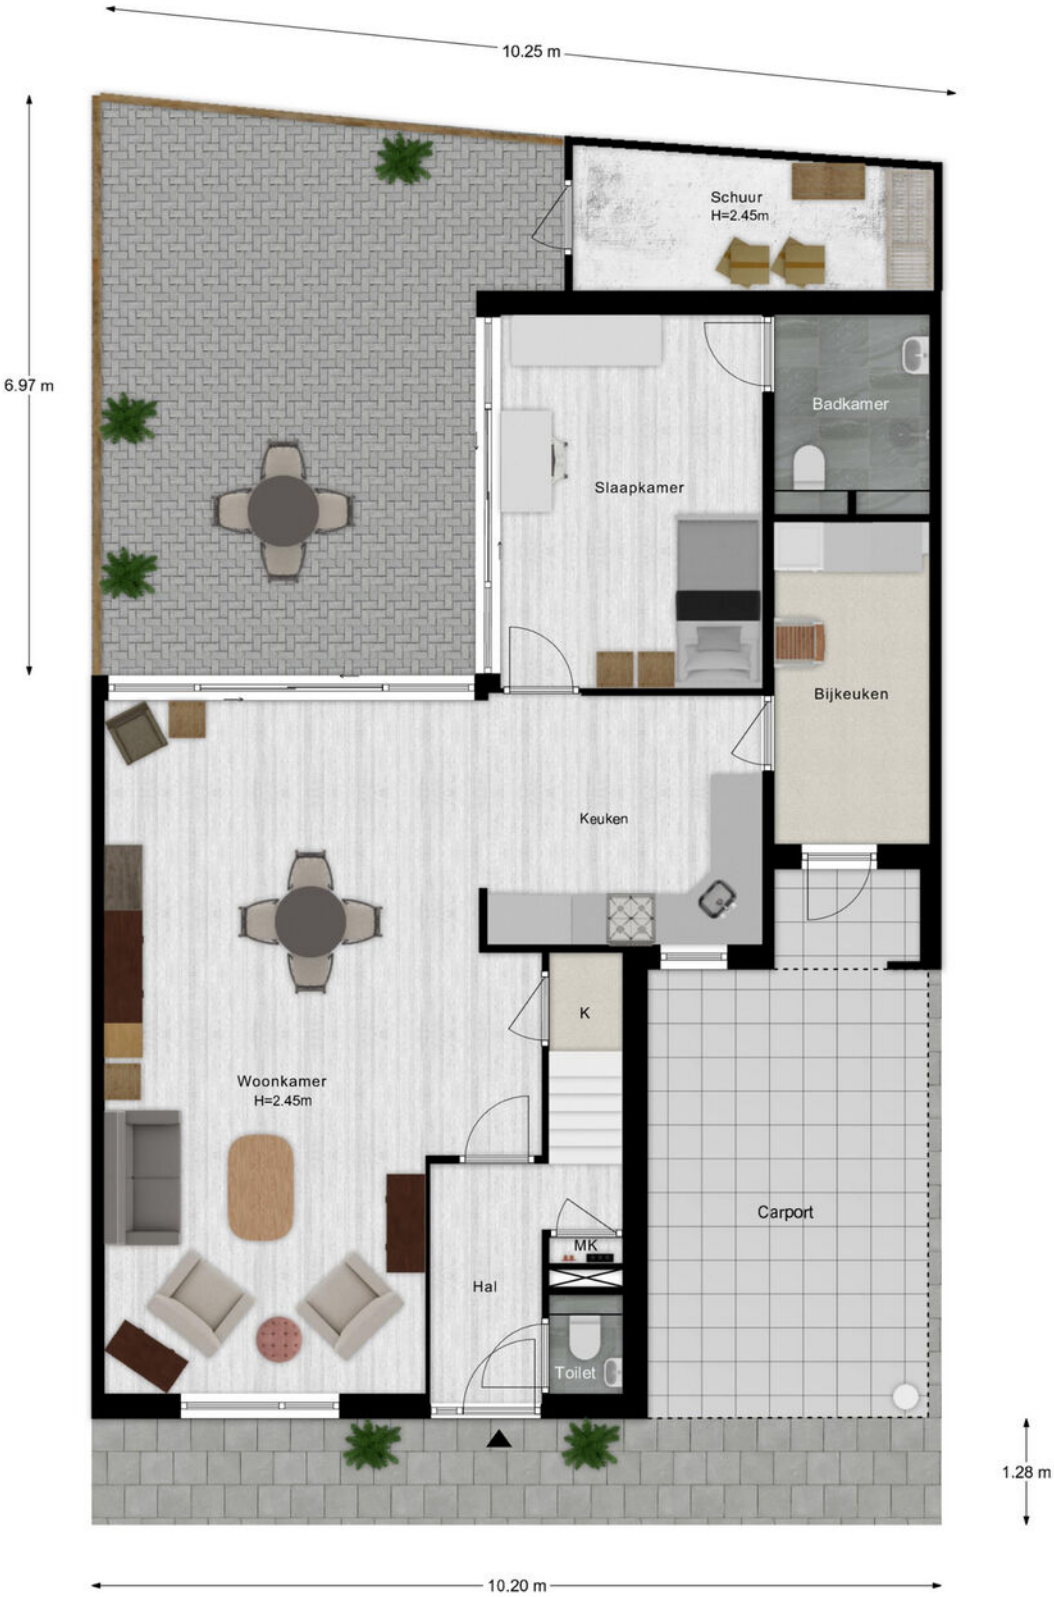 10.25 m
Schuur
H=2.45m
6.97 m
Badkamer
Slaapkamer
Bijkeuken
Keuken
K
Woonkamer
H=2.45m
Carport
MK
Hal
Toilet
1.28 m
10.20 m